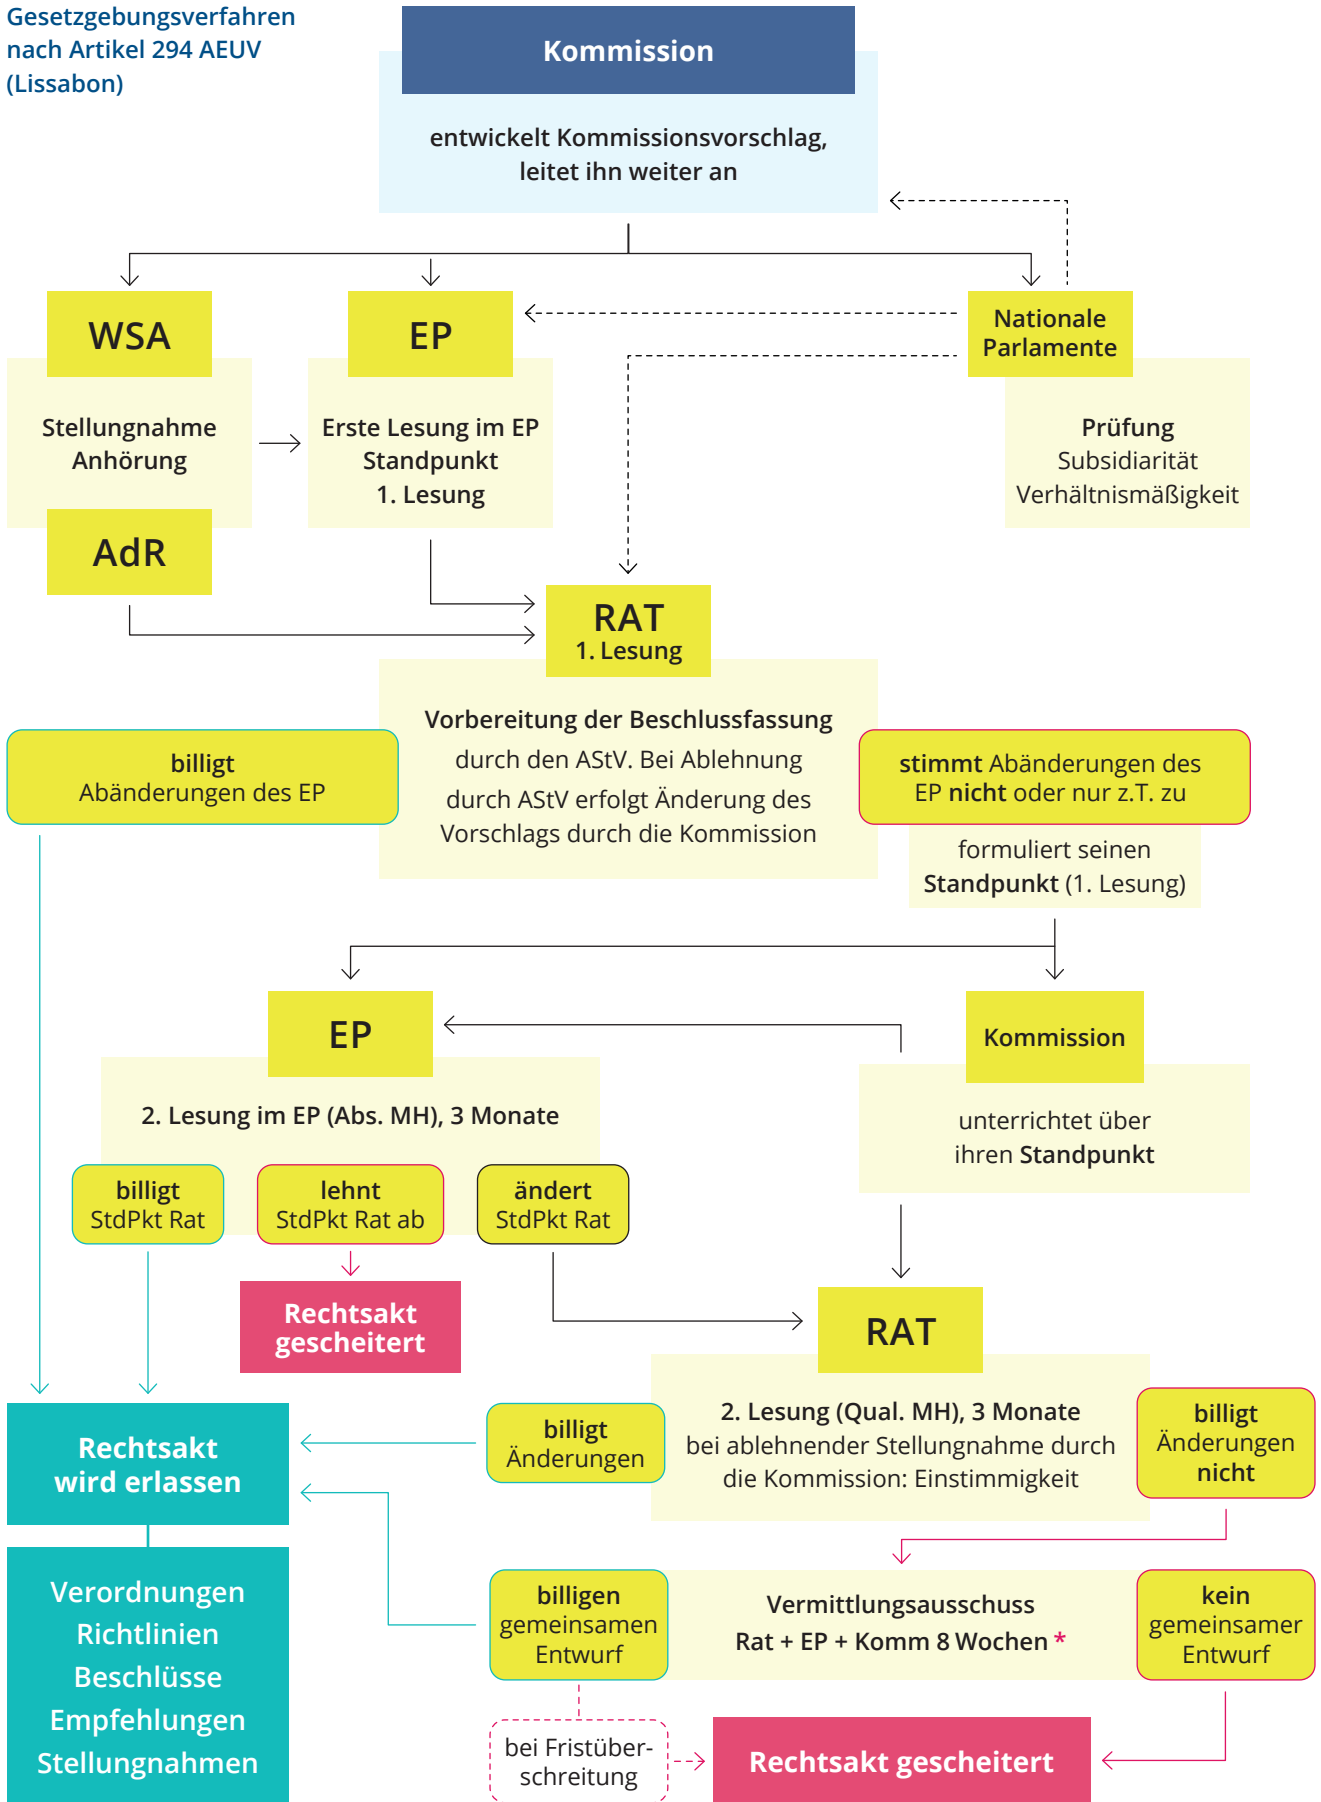 Gesetzgebungsverfahren
nach Artikel 294 AEUV
(Lissabon)
Kommission
entwickelt Kommissionsvorschlag,
leitet ihn weiter an
WSA
EP
Nationale
Parlamente
Stellungnahme
Anhörung
Erste Lesung im EP
Standpunkt
1. Lesung
Prüfung
Subsidiarität
Verhältnismäßigkeit
AdR
RAT
1. Lesung
Vorbereitung der Beschlussfassung
durch den AStV. Bei Ablehnung
durch AStV erfolgt Änderung des
Vorschlags durch die Kommission
billigt
Abänderungen des EP
stimmt Abänderungen des
EP nicht oder nur z.T. zu
formuliert seinen
Standpunkt (1. Lesung)
EP
Kommission
2. Lesung im EP (Abs. MH), 3 Monate
unterrichtet über
ihren Standpunkt
billigt
StdPkt Rat
lehnt
StdPkt Rat ab
ändert
StdPkt Rat
Rechtsakt
gescheitert
RAT
2. Lesung (Qual. MH), 3 Monate
bei ablehnender Stellungnahme durch
die Kommission: Einstimmigkeit
billigt
Änderungen
billigt
Änderungen
nicht
Rechtsakt
wird erlassen
Verordnungen
Richtlinien
Beschlüsse
Empfehlungen
Stellungnahmen
billigen
gemeinsamen
Entwurf
Vermittlungsausschuss
Rat + EP + Komm 8 Wochen *
kein
gemeinsamer
Entwurf
bei Fristüber-
schreitung
Rechtsakt gescheitert